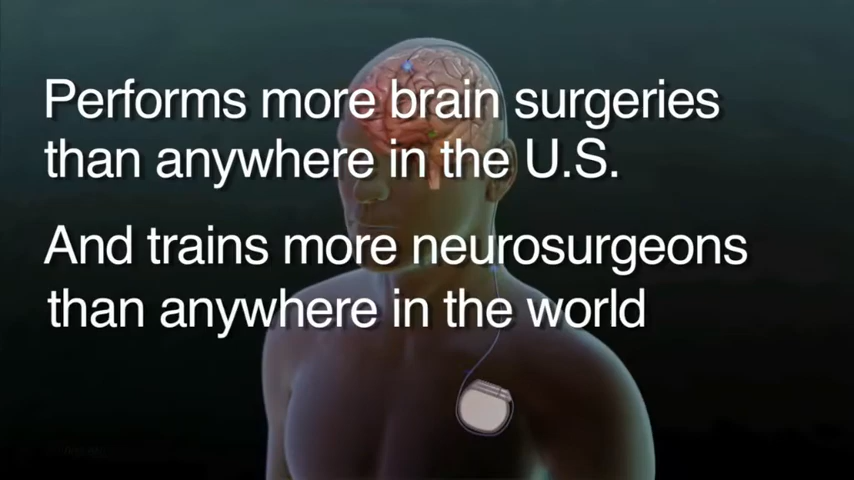 Performs more brain surgeries
than anywhere in the U.S.
And trains more neurosurgeons
than anywhere in the world